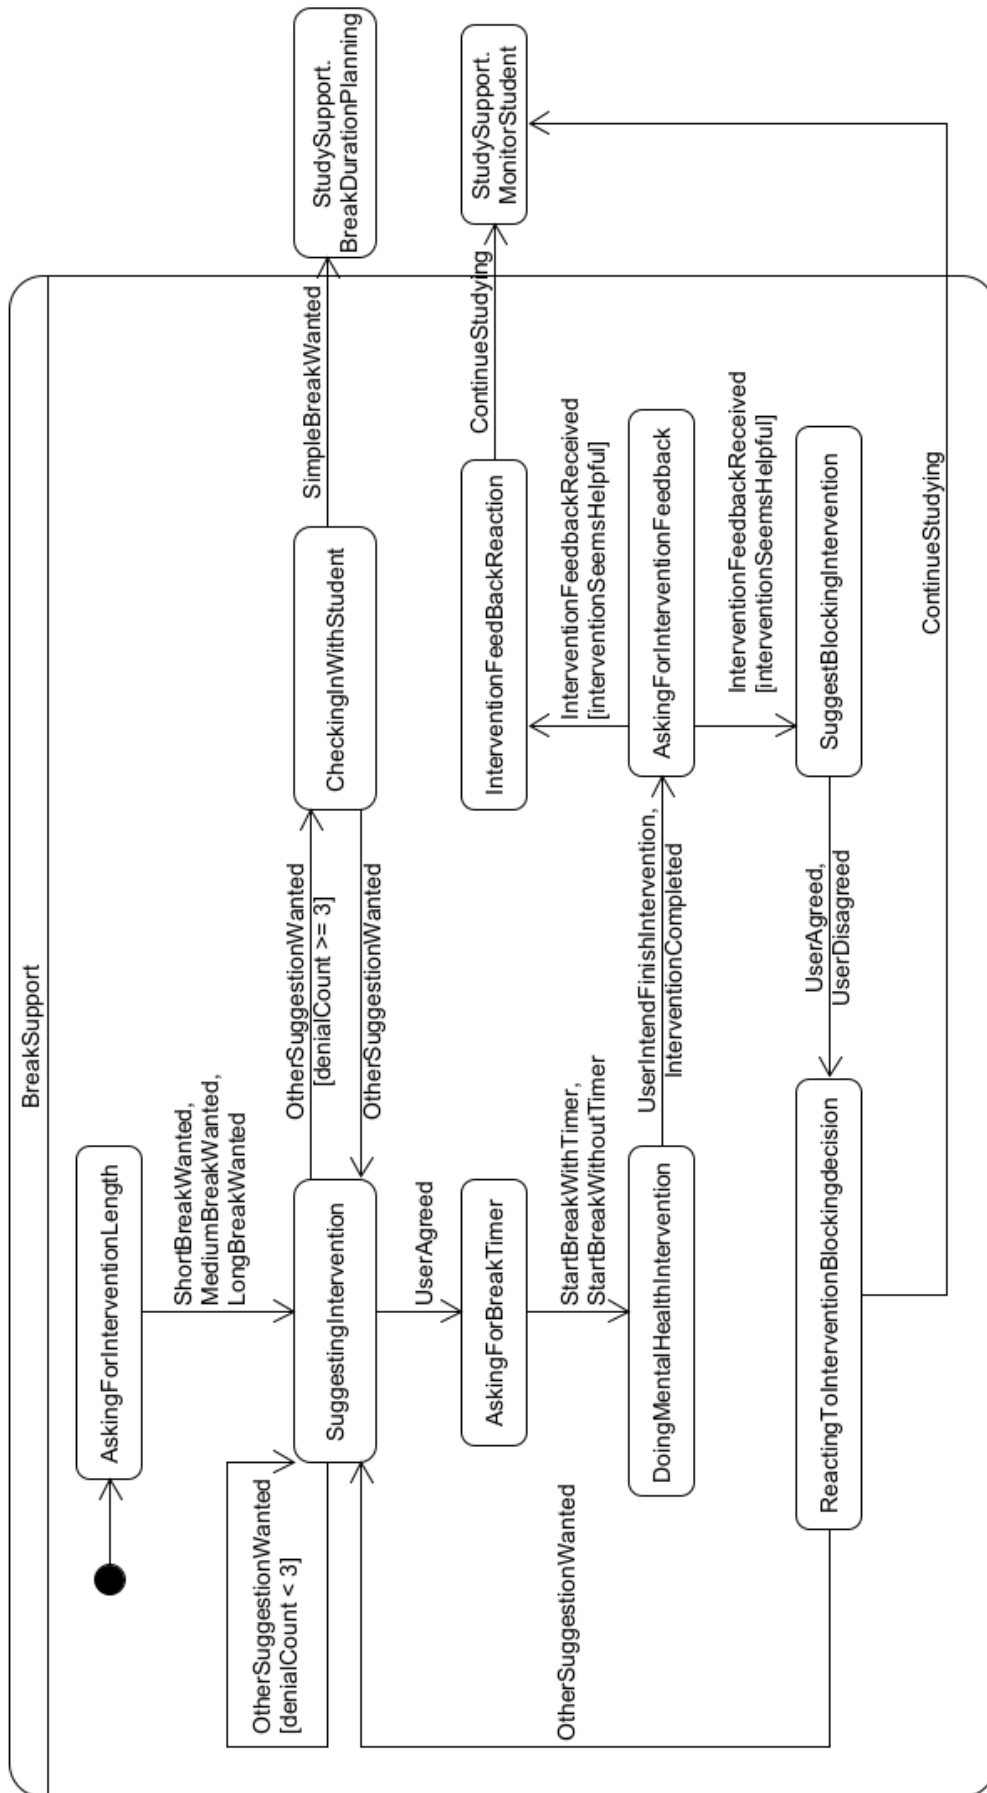 BreakSupport
AskingForInterventionLength
ShortBreakWanted,
MediumBreakWanted,
LongBreakWanted
OtherSuggestionWanted
[denialCount < 3]
SuggestingIntervention
OtherSuggestionWanted
[denialCount >= 3]
OtherSuggestionWanted
CheckingInWithStudent
SimpleBreakWanted
StudySupport.
BreakDurationPlanning
UserAgreed
AskingForBreakTimer
StartBreakWithTimer,
StartBreakWithoutTimer
DoingMentalHealthIntervention
UserIntendFinishIntervention,
InterventionCompleted
AskingForInterventionFeedback
InterventionFeedbackReceived
[interventionSeemsHelpful]
InterventionFeedBackReaction
ContinueStudying
StudySupport.
MonitorStudent
InterventionFeedbackReceived
[interventionSeemsHelpful]
SuggestBlockingIntervention
UserAgreed,
UserDisagreed
ReactingToInterventionBlockingdecision
OtherSuggestionWanted
ContinueStudying